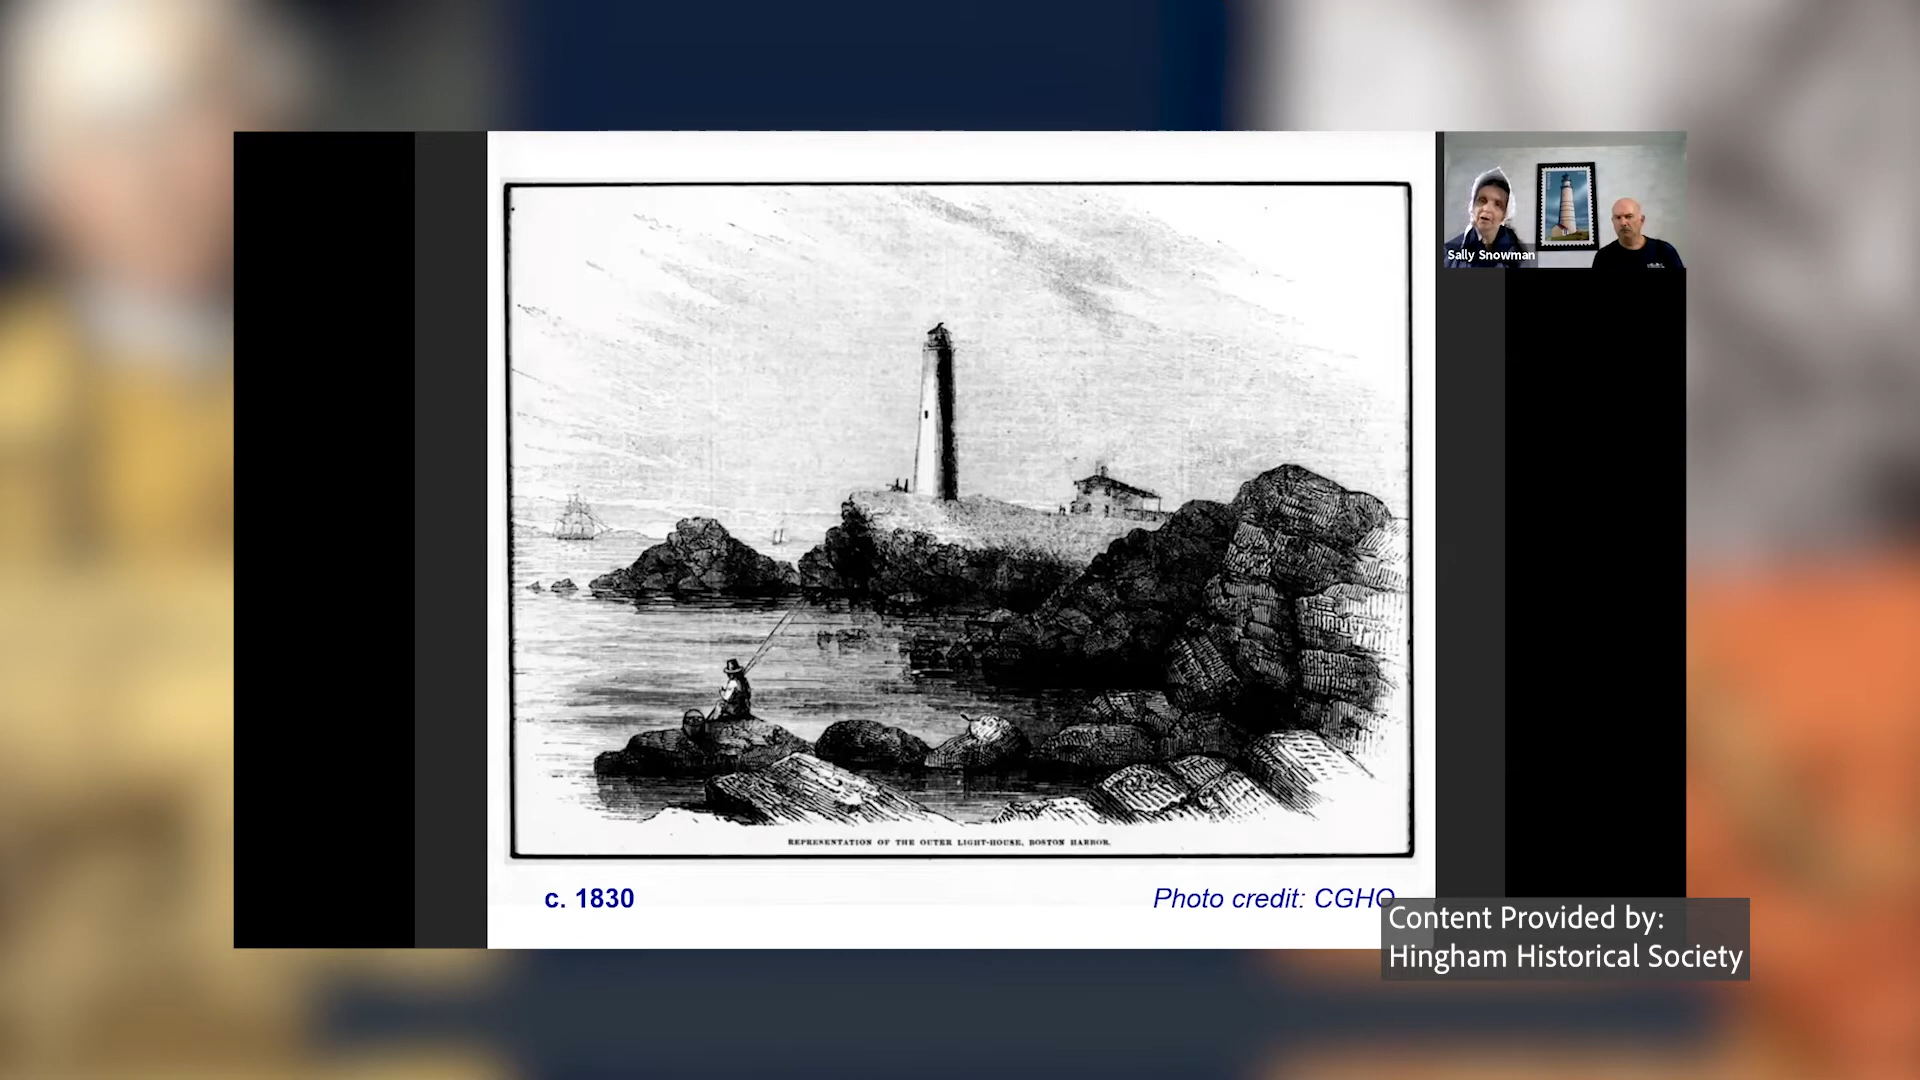 Sally Snowman
REPRESENTATION OF THE OUTER LIGHT-HOUSE, BOSTON HARBOR.
c. 1830
Photo credit: CGHO
Content Provided by:
Hingham Historical Society